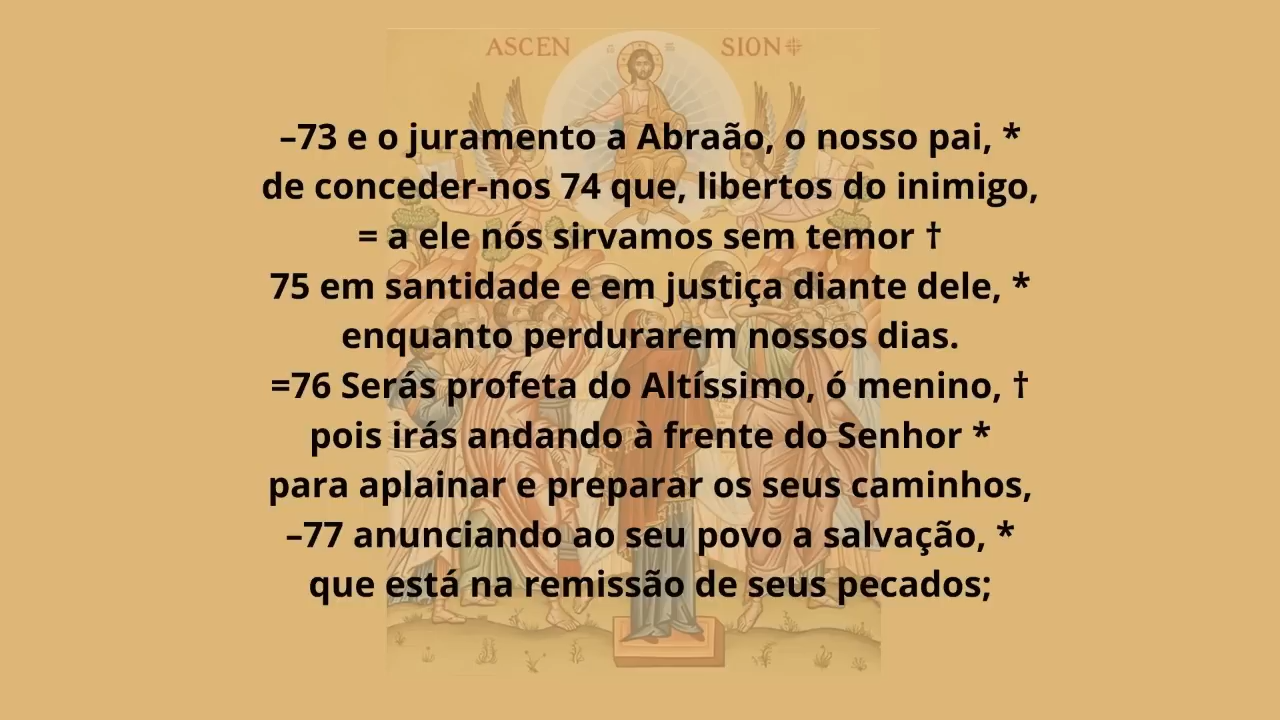 ASCEN SION
–73 e o juramento a Abraão, o nosso pai, *
de conceder-nos 74 que, libertos do inimigo,
= a ele nós sirvamos sem temor †
75 em santidade e em justiça diante dele, *
enquanto perdurarem nossos dias.
=76 Serás profeta do Altíssimo, ó menino, †
pois irás andando à frente do Senhor *
para aplainar e preparar os seus caminhos,
–77 anunciando ao seu povo a salvação, *
que está na remissão de seus pecados;